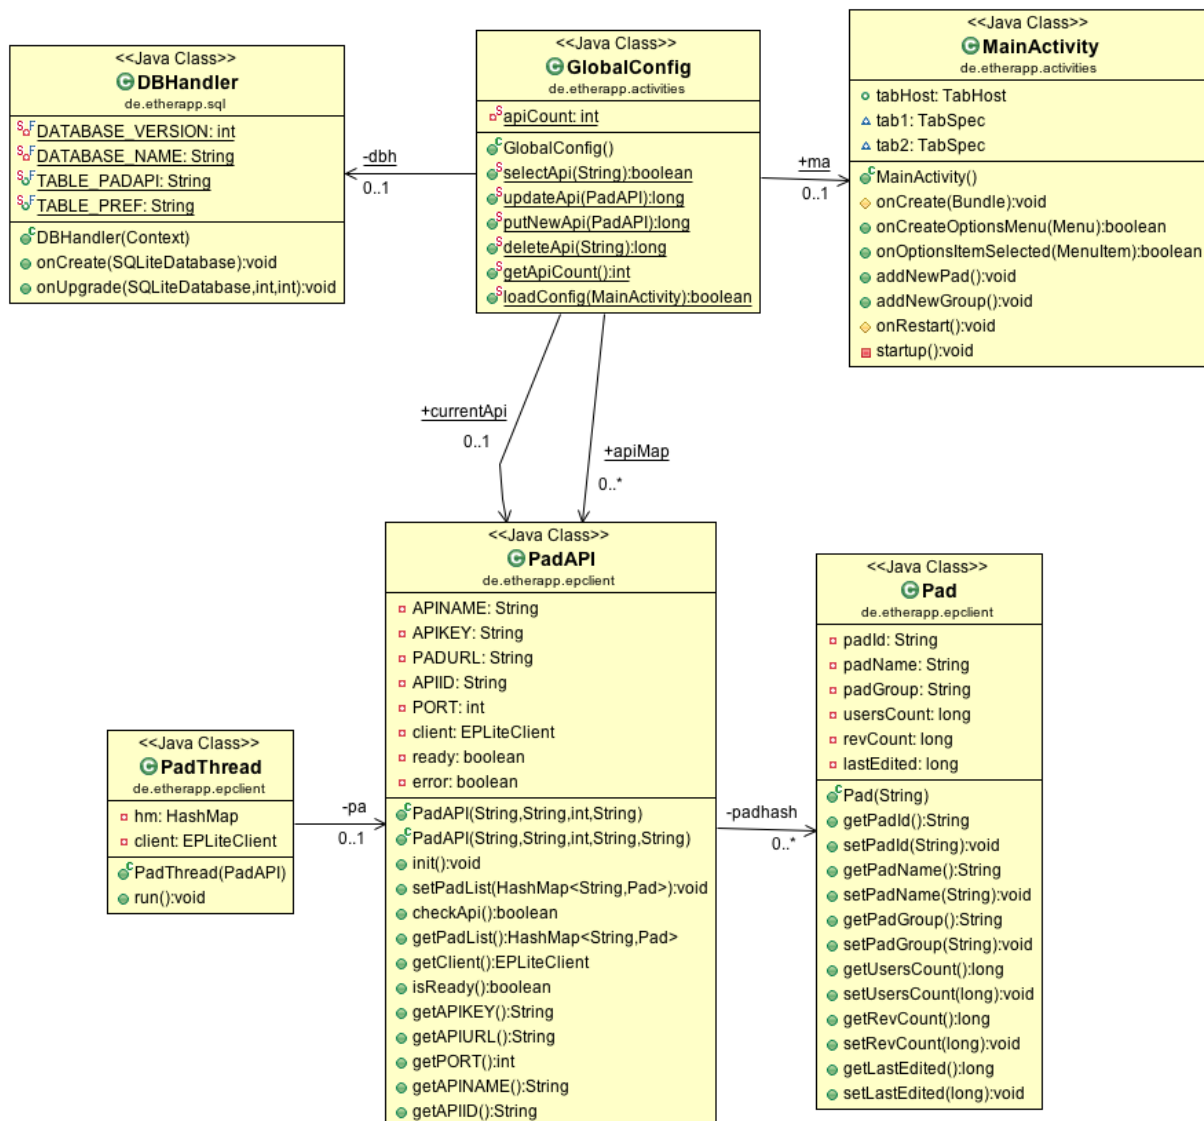 <<Java Class>>
DBHandler
de.etherapp.sql
DATABASE_VERSION: int
DATABASE_NAME: String
TABLE_PADAPI: String
TABLE_PREF: String
DBHandler(Context)
onCreate(SQLiteDatabase):void
onUpgrade(SQLiteDatabase,int,int):void
-dbh
0..1
<<Java Class>>
GlobalConfig
de.etherapp.activities
apiCount: int
GlobalConfig()
selectApi(String):boolean
updateApi(PadAPI):long
putNewApi(PadAPI):long
deleteApi(String):long
getApiCount():int
loadConfig(MainActivity):boolean
+ma
0..1
<<Java Class>>
MainActivity
de.etherapp.activities
tabHost: TabHost
tab1: TabSpec
tab2: TabSpec
MainActivity()
onCreate(Bundle):void
onCreateOptionsMenu(Menu):boolean
onOptionsItemSelected(MenuItem):boolean
addNewPad():void
addNewGroup():void
onRestart():void
startup():void
+currentApi
0..1
+apiMap
0..*
<<Java Class>>
PadThread
de.etherapp.epclient
hm: HashMap
client: EPLiteClient
PadThread(PadAPI)
run():void
-pa
0..1
<<Java Class>>
PadAPI
de.etherapp.epclient
APINAME: String
APIKEY: String
PADURL: String
APIID: String
PORT: int
client: EPLiteClient
ready: boolean
error: boolean
PadAPI(String,String,int,String)
PadAPI(String,String,int,String,String)
init():void
setPadList(HashMap<String,Pad>):void
checkApi():boolean
getPadList():HashMap<String,Pad>
getClient():EPLiteClient
isReady():boolean
getAPIKEY():String
getAPIURL():String
getPORT():int
getAPINAME():String
getAPIID():String
-padhash
0..*
<<Java Class>>
Pad
de.etherapp.epclient
padId: String
padName: String
padGroup: String
usersCount: long
revCount: long
lastEdited: long
Pad(String)
getPadId():String
setPadId(String):void
getPadName():String
setPadName(String):void
getPadGroup():String
setPadGroup(String):void
getUsersCount():long
setUsersCount(long):void
getRevCount():long
setRevCount(long):void
getLastEdited():long
setLastEdited(long):void